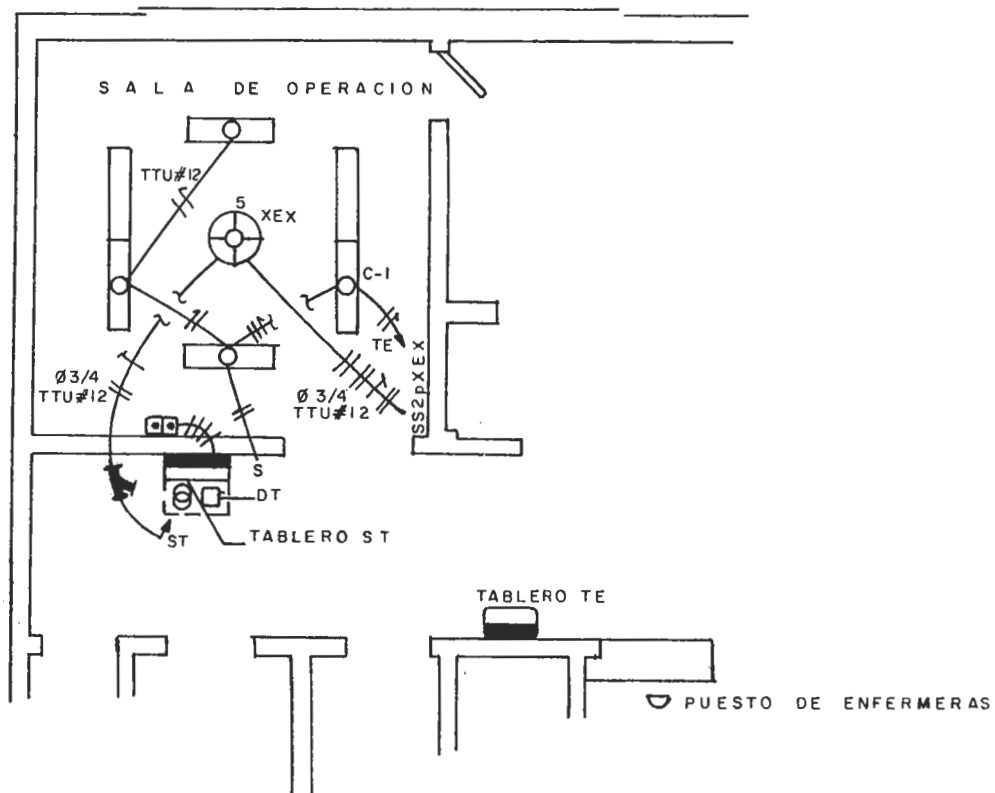 SALA DE OPERACION
TTU#12
5
XEX
C-1
TE
Ø 3/4
TTU#12
Ø 3/4
TTU#12
SS2pXEX
S
DT
ST
TABLERO ST
TABLERO TE
PUESTO DE ENFERMERAS